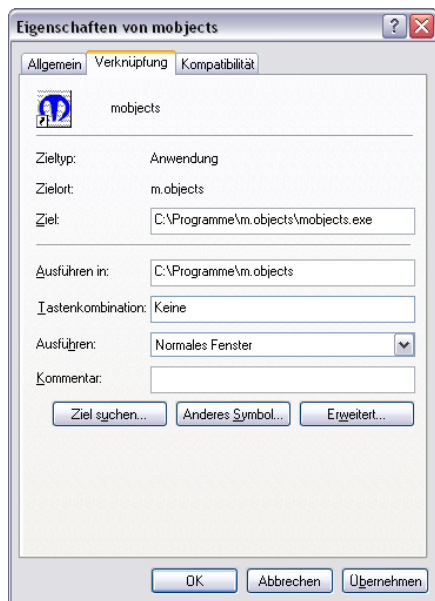 Eigenschaften von mobjects
Allgemein Verknüpfung Kompatibilität
mobjects
Zieltyp: Anwendung
Zielort: m.objects
Ziel: C:\Programme\m.objects\mobjects.exe
Ausführen in: C:\Programme\m.objects
Tastenkombination: Keine
Ausführen: Normales Fenster
Kommentar:
Ziel suchen... Anderes Symbol... Erweitert...
OK Abbrechen Übernehmen